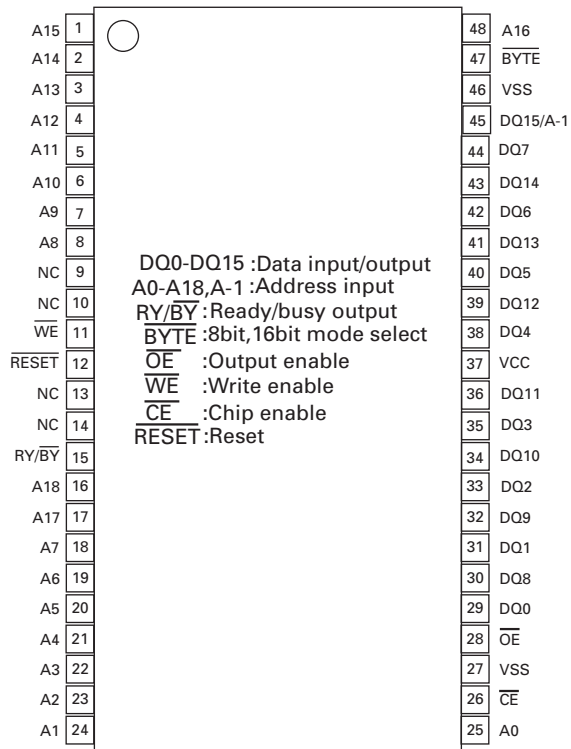 A15 1 48 A16
A14 2 47 BYTE
A13 3 46 VSS
A12 4 45 DQ15/A-1
A11 5 44 DQ7
A10 6 43 DQ14
A9 7 42 DQ6
A8 8 41 DQ13
NC 9 40 DQ5
NC 10 39 DQ12
WE 11 38 DQ4
RESET 12 37 VCC
NC 13 36 DQ11
NC 14 35 DQ3
RY/BY 15 34 DQ10
A18 16 33 DQ2
A17 17 32 DQ9
A7 18 31 DQ1
A6 19 30 DQ8
A5 20 29 DQ0
A4 21 28 OE
A3 22 27 VSS
A2 23 26 CE
A1 24 25 A0
DQ0-DQ15 :Data input/output
A0-A18,A-1 :Address input
RY/BY :Ready/busy output
BYTE :8bit,16bit mode select
OE :Output enable
WE :Write enable
CE :Chip enable
RESET :Reset